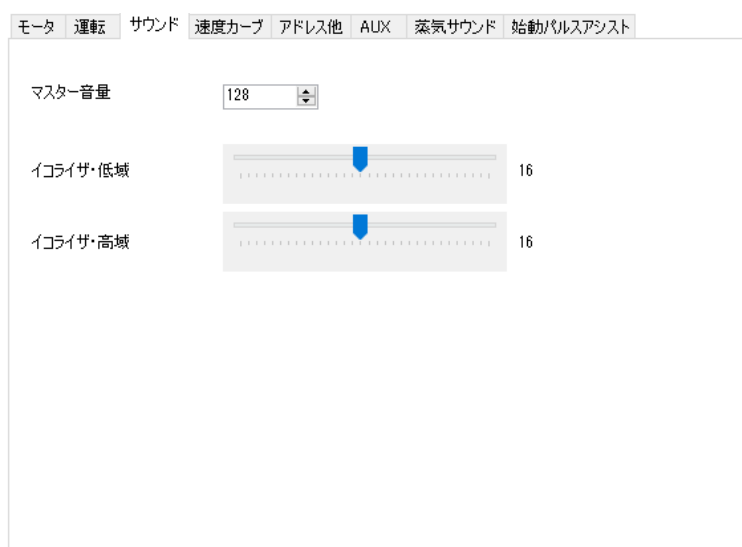 モータ 運転 サウンド 速度カーブ アドレス他 AUX 蒸気サウンド 始動パルスアシスト
マスター音量 128
イコライザ・低域 16
イコライザ・高域 16